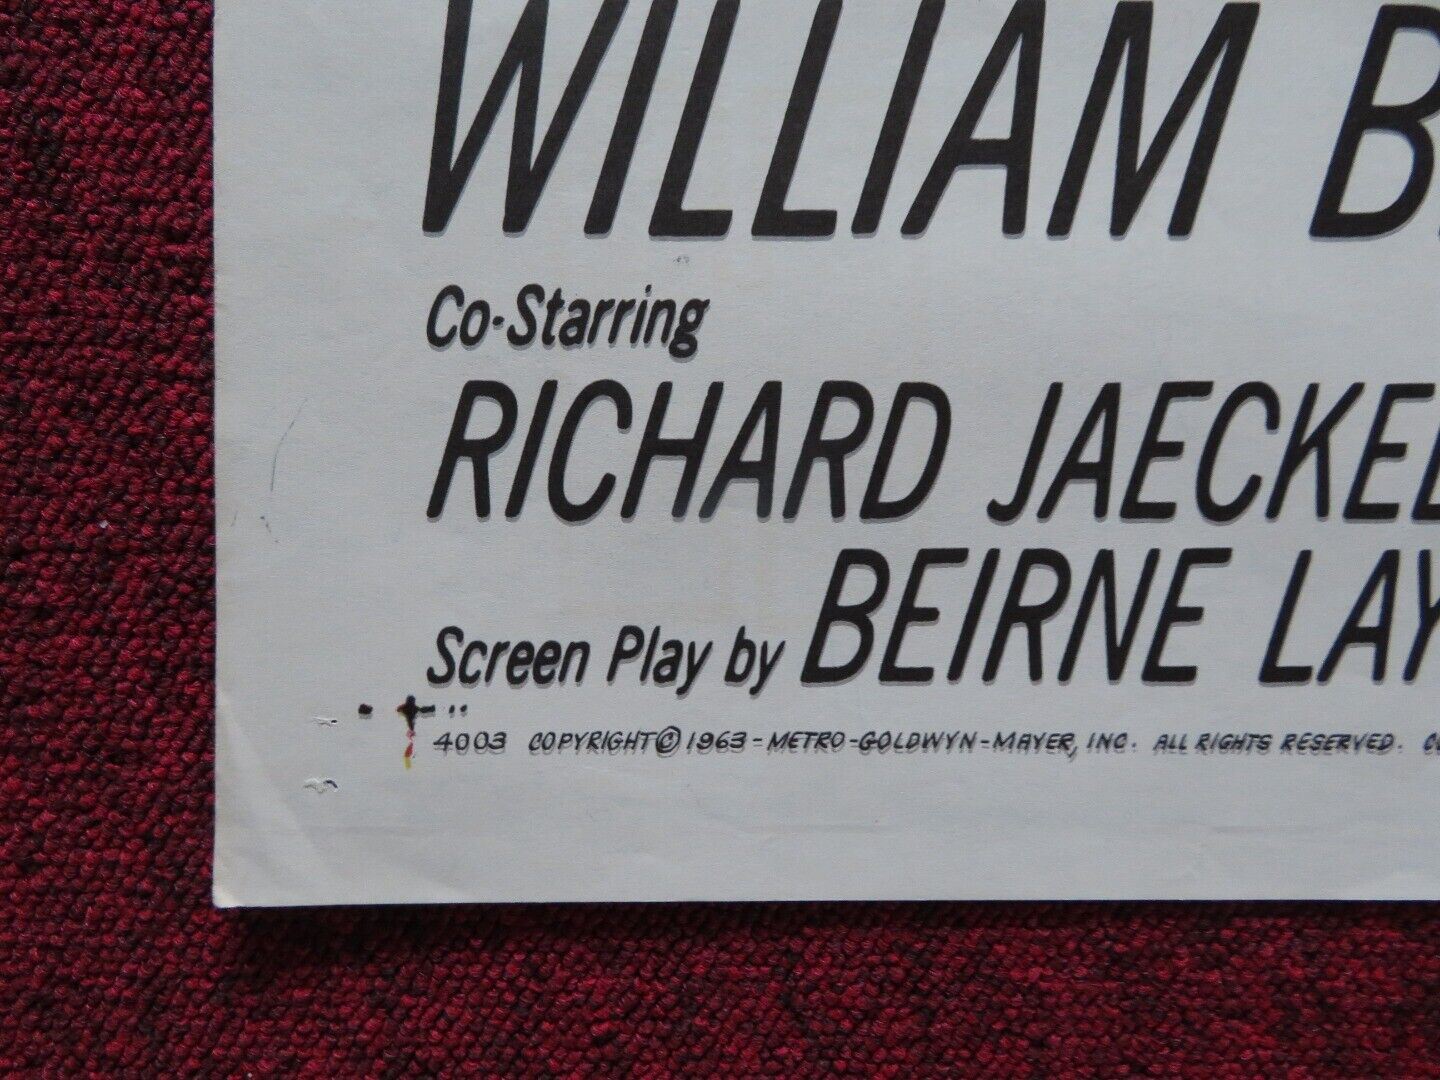 WILLIAM B
Co-Starring
RICHARD JAECKEL
Screen Play by BEIRNE LAY
4003 COPYRIGHT © 1963 - METRO-GOLDWYN-MAYER, INC. ALL RIGHTS RESERVED.